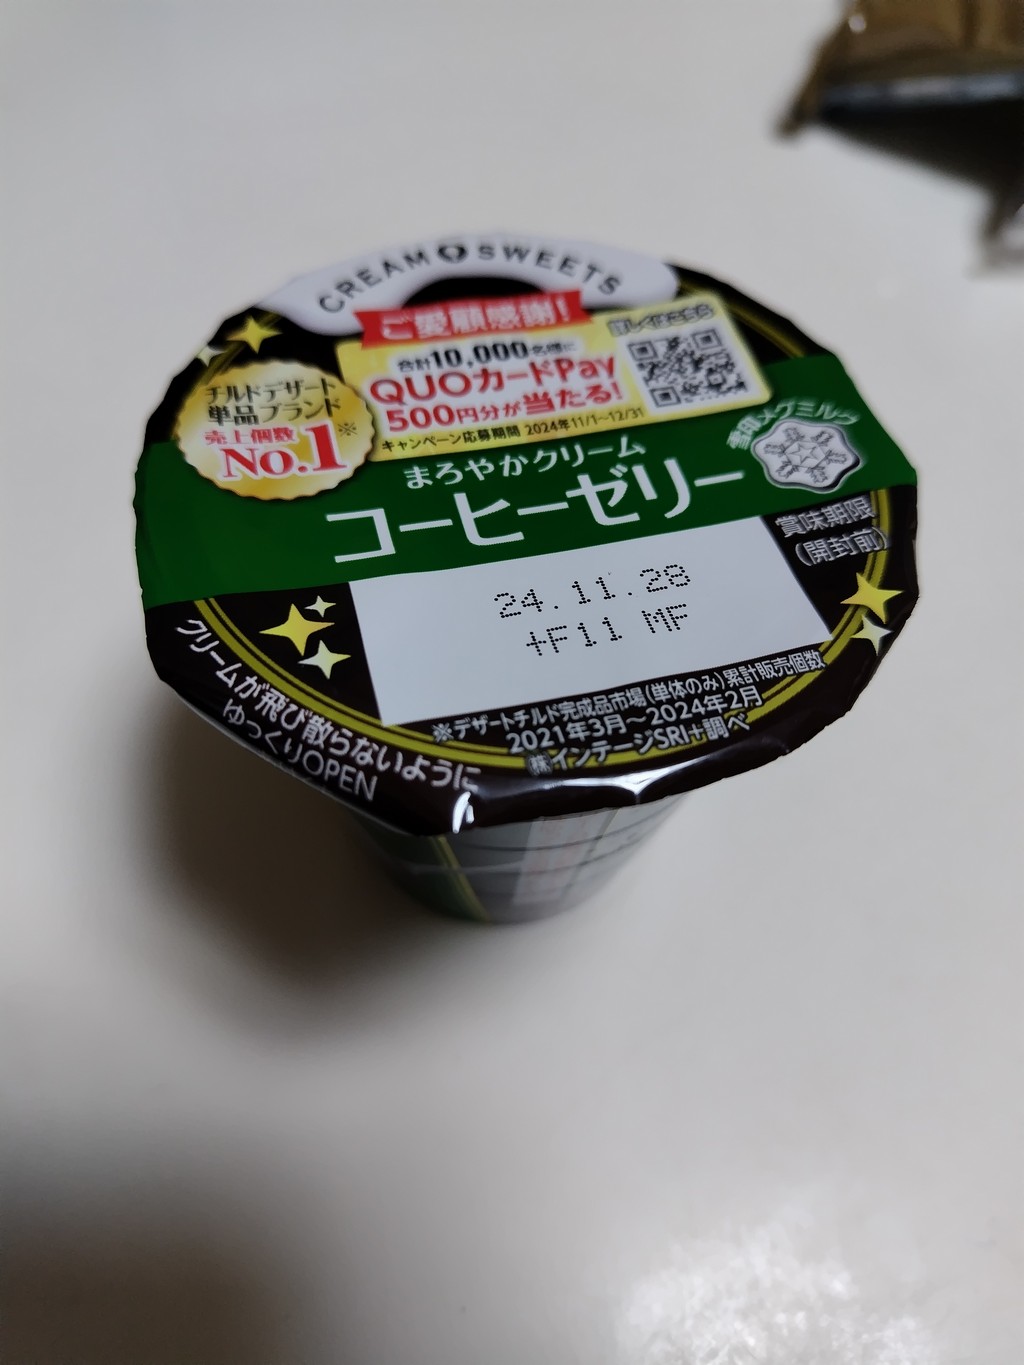 CREAM SWEETS
ご愛顧感謝!
合計10,000名様に
QUOカードPay
500円分が当たる!
キャンペーン応募期間 2024年11/1〜12/31
詳しくはこちら
チルドデザート
単品ブランド
売上個数※
No.1
まろやかクリーム
コーヒーゼリー
雪印メグミルク
賞味期限
(開封前)
24.11.28
+F11 MF
※デザートチルド完成品市場(単体のみ)累計販売個数
2021年3月〜2024年2月
㈱インテージSRI+調べ
クリームが飛び散らないように
ゆっくりOPEN